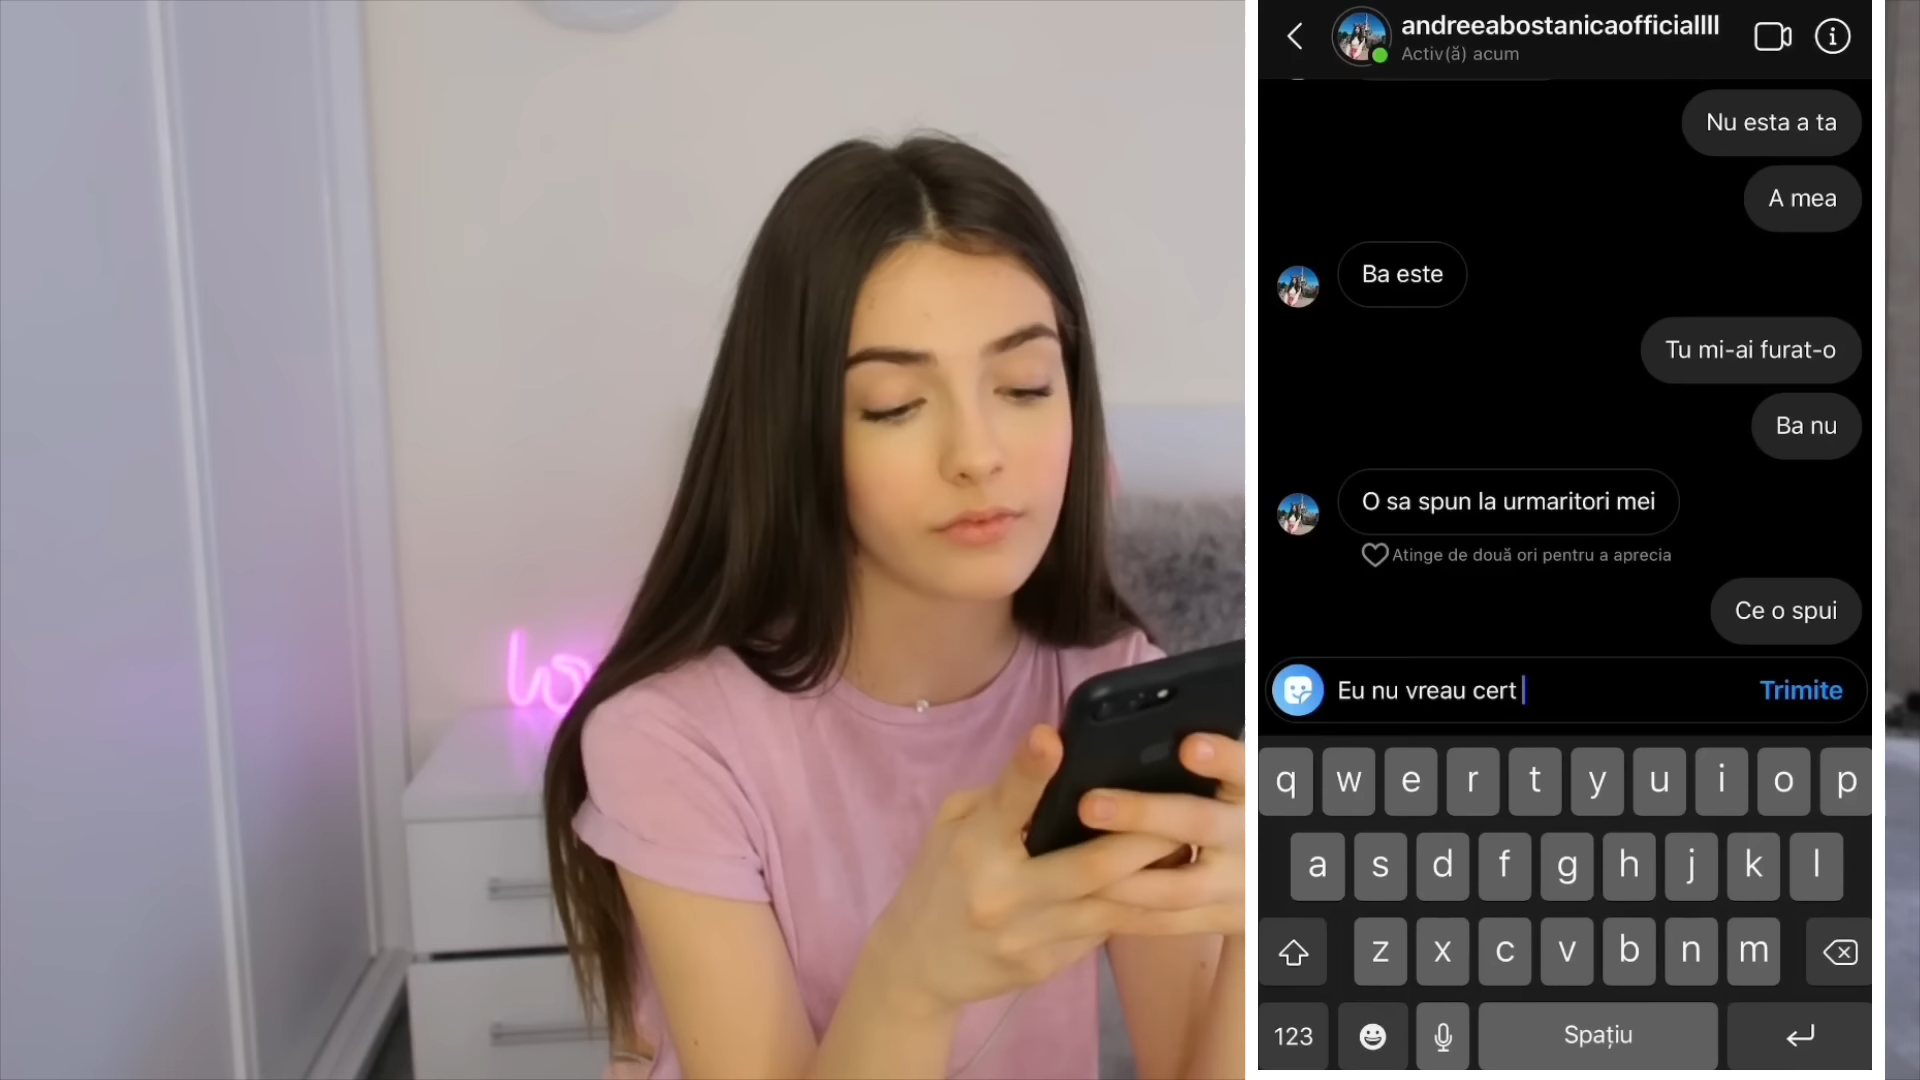 andreeabostanicaofficiallll
Activ(ă) acum
Nu esta a ta
A mea
Ba este
Tu mi-ai furat-o
Ba nu
O sa spun la urmaritori mei
Atinge de două ori pentru a aprecia
Ce o spui
Eu nu vreau cert
Trimite
q w e r t y u i o p
a s d f g h j k l
z x c v b n m
123
Spațiu